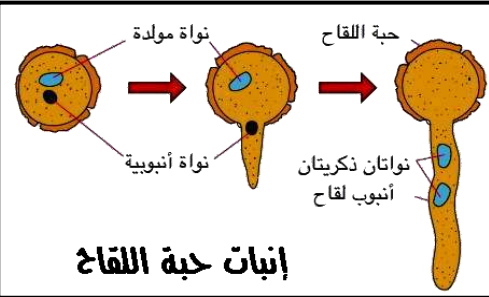 حبة اللقاح
نواة مولدة
نواة أنبوبية
نواتان ذكريتان
أنبوب لقاح
إنبات حبة اللقاح